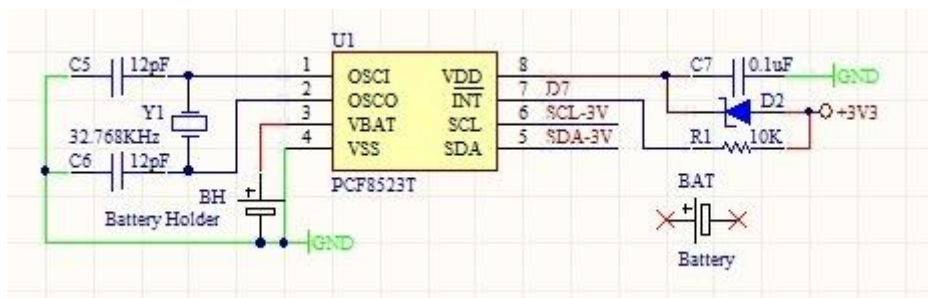 U1
C5 12pF 1 OSCI VDD 8 C7 0.1uF GND
2 OSCO INT 7 D7 D2
Y1 3 VBAT SCL 6 SCL-3V +3V3
32.768KHz 4 VSS SDA 5 SDA-3V R1 10K
C6 12pF
PCF8523T BAT
BH
Battery Holder
GND
Battery